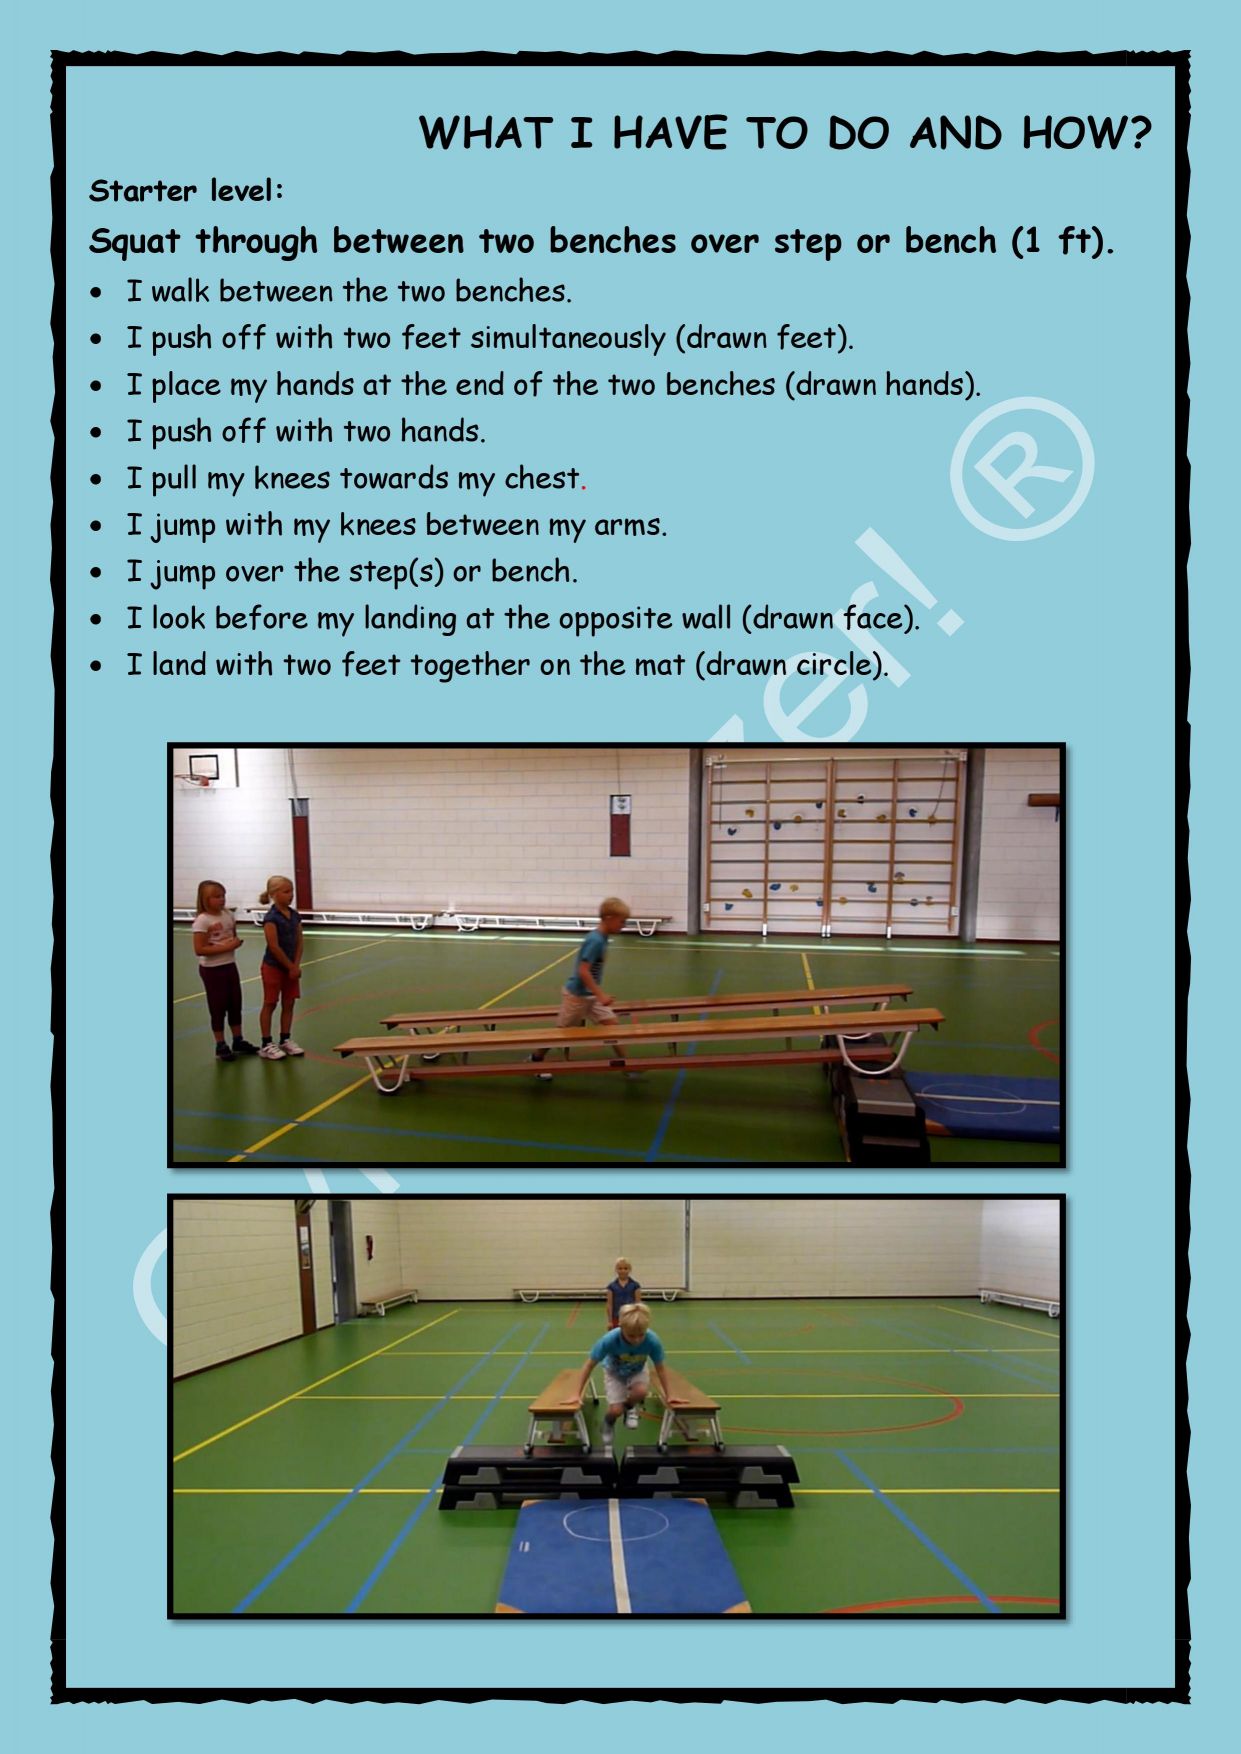 WHAT I HAVE TO DO AND HOW?
Starter level:
Squat through between two benches over step or bench (1 ft).
• I walk between the two benches.
• I push off with two feet simultaneously (drawn feet).
• I place my hands at the end of the two benches (drawn hands).
• I push off with two hands.
• I pull my knees towards my chest.
• I jump with my knees between my arms.
• I jump over the step(s) or bench.
• I look before my landing at the opposite wall (drawn face).
• I land with two feet together on the mat (drawn circle).